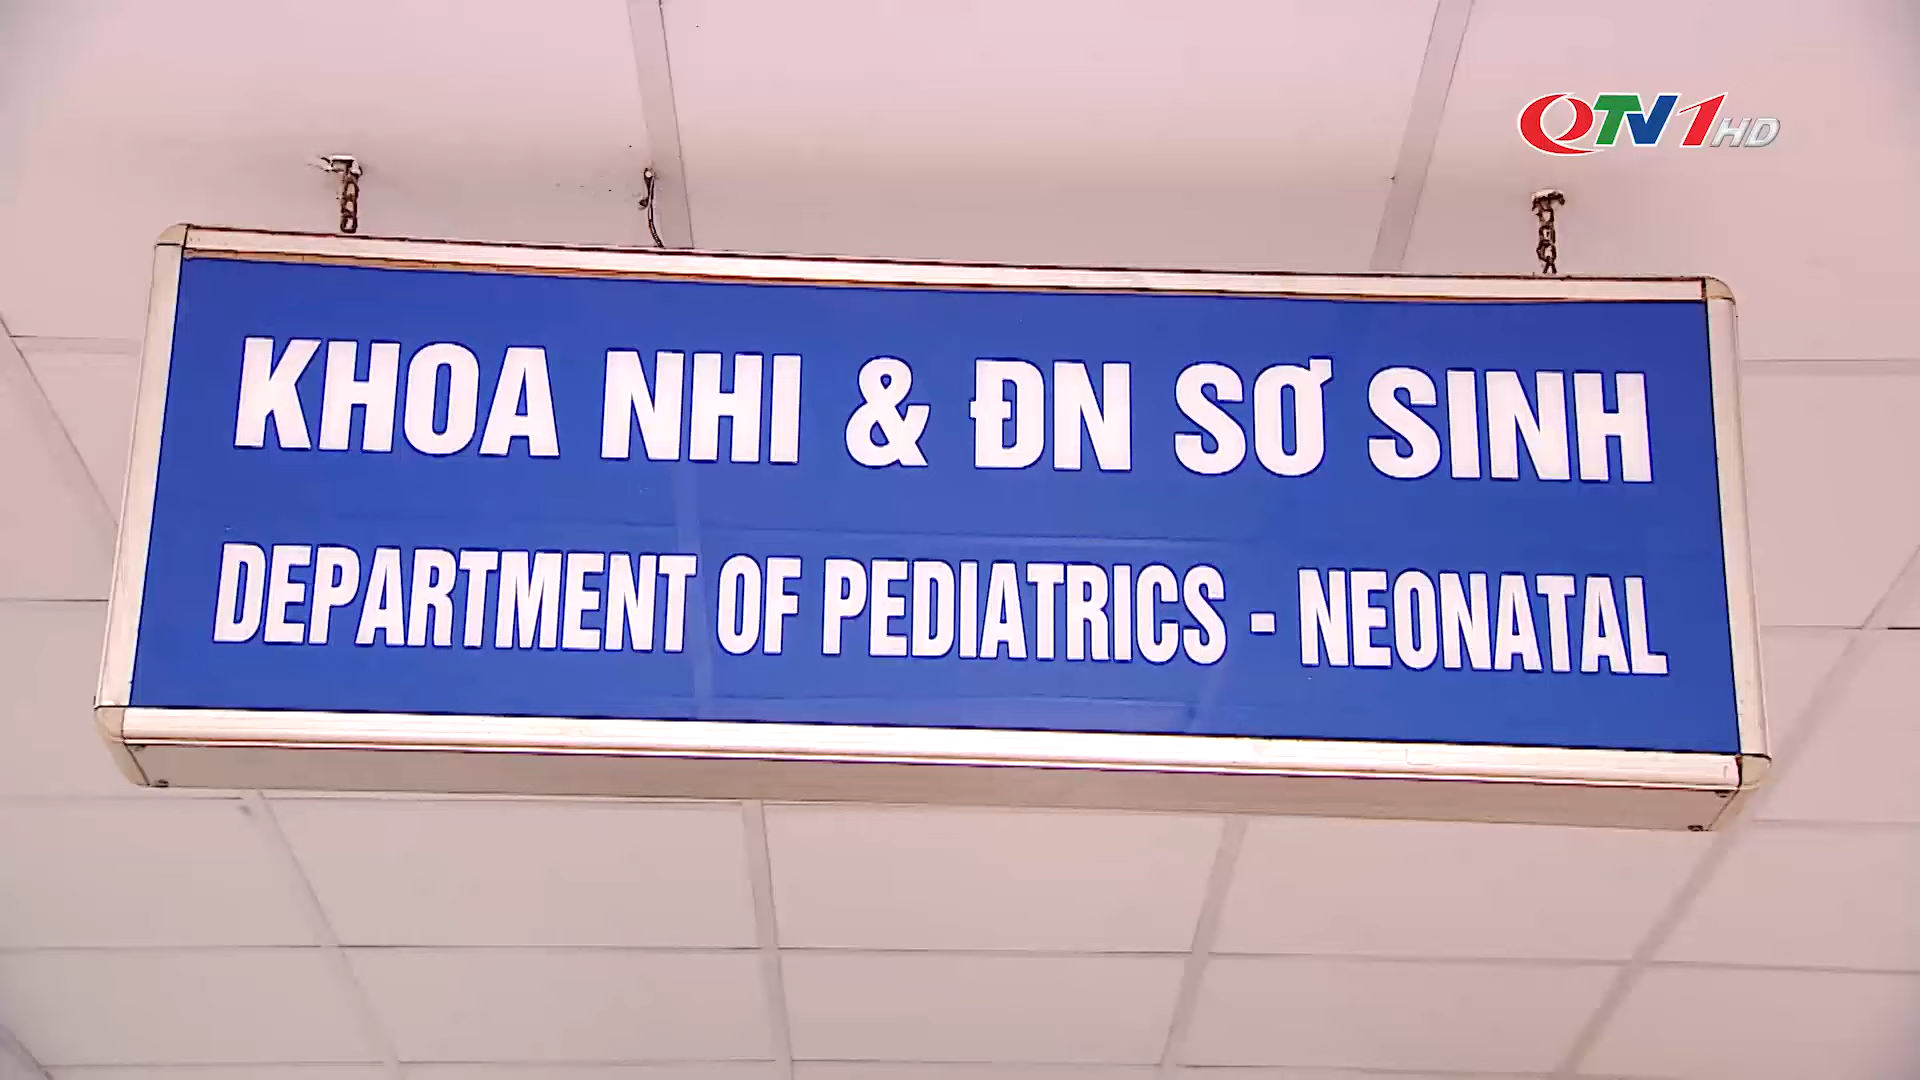 QTV1HD
KHOA NHI & ĐN SƠ SINH
DEPARTMENT OF PEDIATRICS - NEONATAL